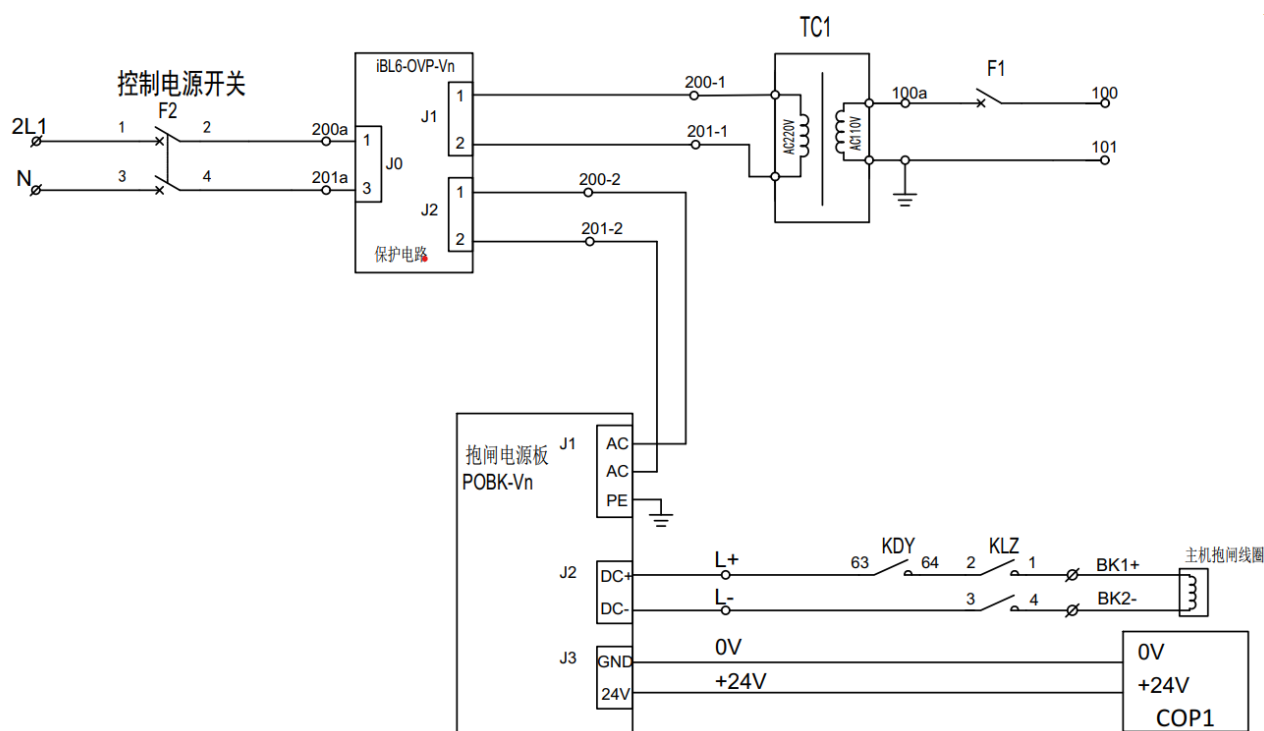 TC1
iBL6-OVP-Vn
控制电源开关
F2
F1
200-1
1
J1
100a
100
2L1
1
2
200a
1
201-1
AC220V
AC110V
2
101
J0
N
3
4
201a
3
1
200-2
J2
2
201-2
保护电路
抱闸电源板
POBK-Vn
J1
AC
AC
PE
主机抱闸线圈
KDY
KLZ
L+
63
64
2
1
BK1+
J2
DC+
L-
3
4
BK2-
DC-
J3
0V
GND
0V
24V
+24V
+24V
COP1